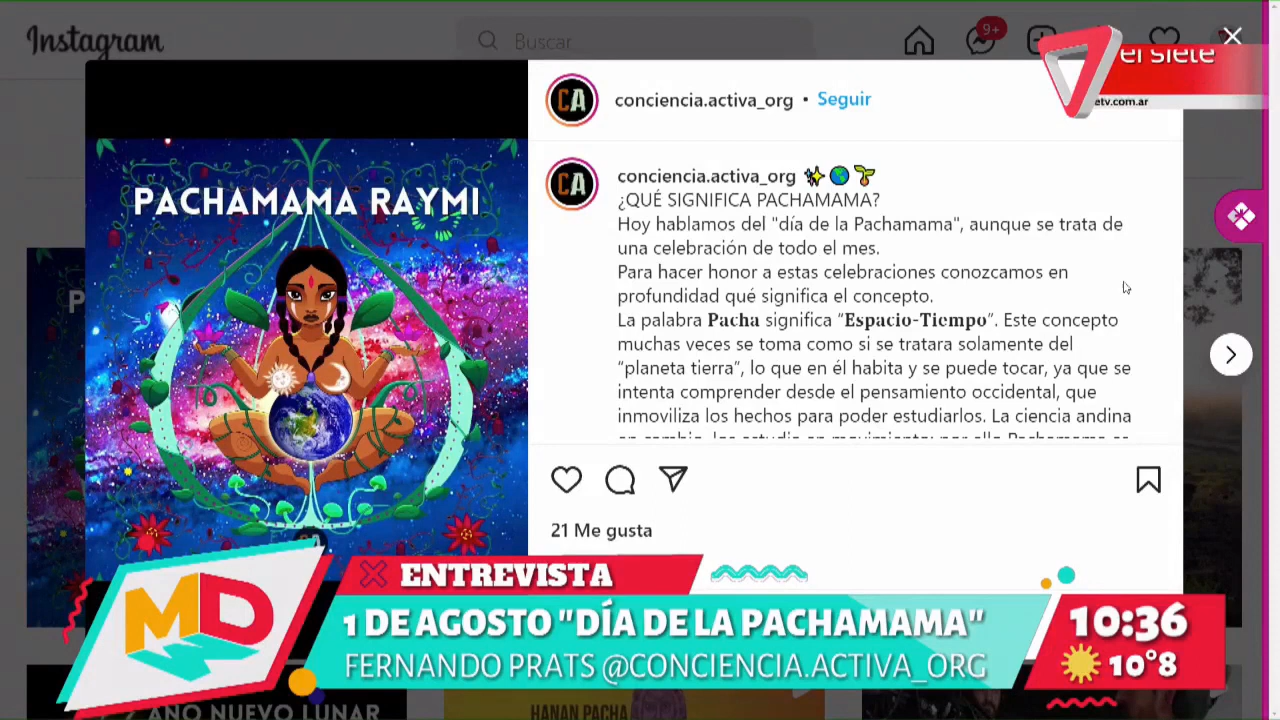 Instagram
Buscar
9+
el siete
etv.com.ar
conciencia.activa_org • Seguir
CA
PACHAMAMA RAYMI
CA
conciencia.activa_org ✨🌎🌱
¿QUÉ SIGNIFICA PACHAMAMA?
Hoy hablamos del "día de la Pachamama", aunque se trata de
una celebración de todo el mes.
Para hacer honor a estas celebraciones conozcamos en
profundidad qué significa el concepto.
La palabra Pacha significa “Espacio-Tiempo”. Este concepto
muchas veces se toma como si se tratara solamente del
“planeta tierra”, lo que en él habita y se puede tocar, ya que se
intenta comprender desde el pensamiento occidental, que
inmoviliza los hechos para poder estudiarlos. La ciencia andina
21 Me gusta
MD
ENTREVISTA
1 DE AGOSTO "DÍA DE LA PACHAMAMA"
FERNANDO PRATS @CONCIENCIA.ACTIVA_ORG
10:36
10°8
AÑO NUEVO LUNAR
HANAN PACHA